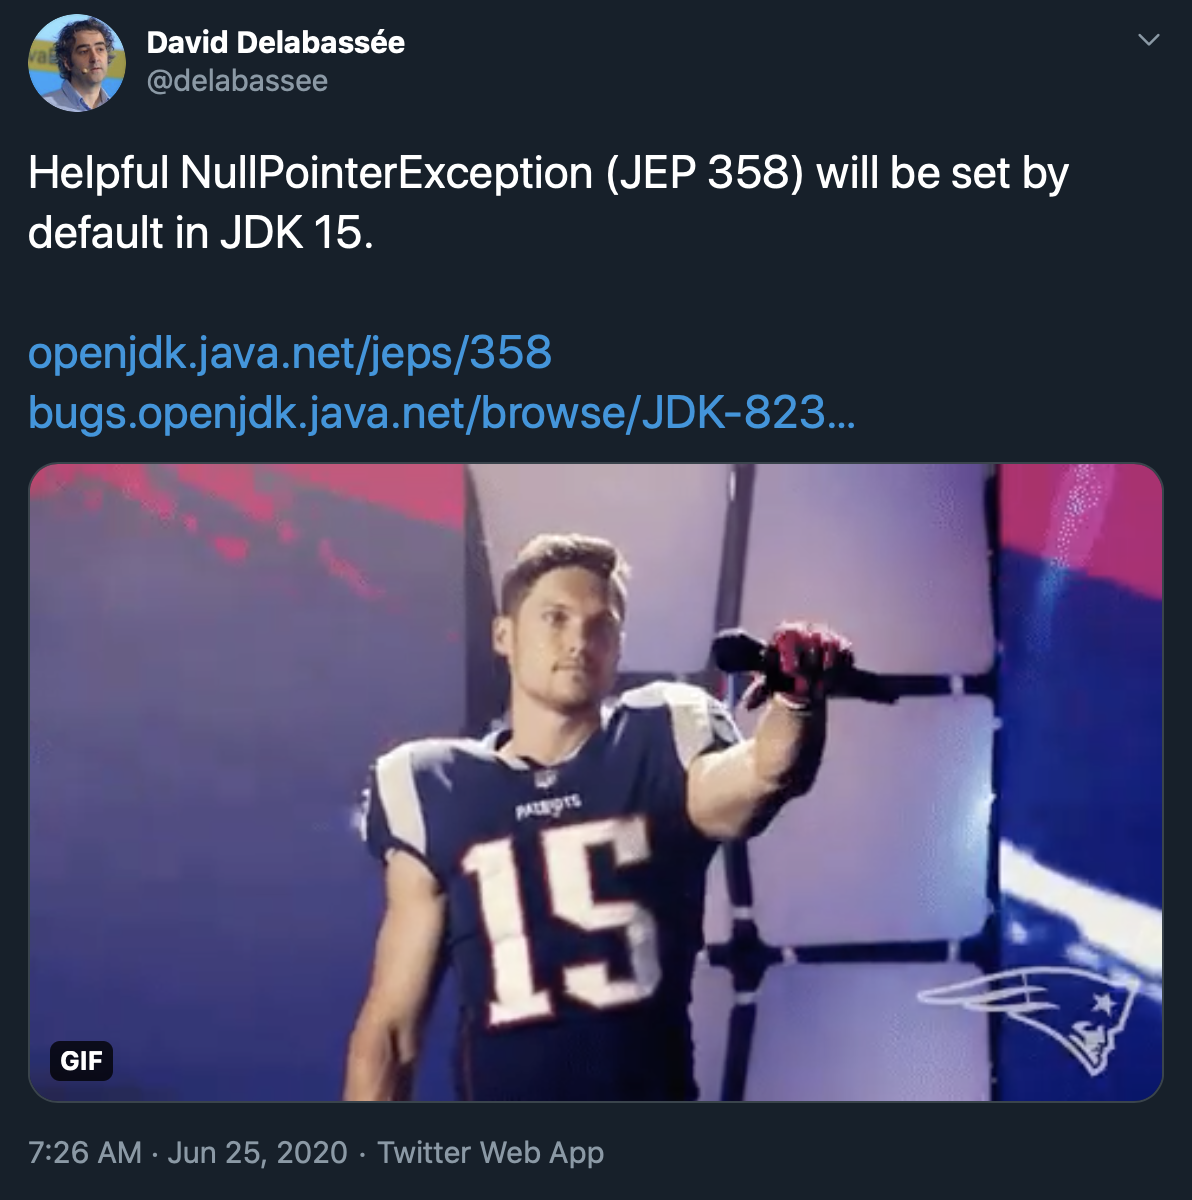 David Delabassée
@delabassee
Helpful NullPointerException (JEP 358) will be set by
default in JDK 15.
openjdk.java.net/jeps/358
bugs.openjdk.java.net/browse/JDK-823...
PATRIOTS
15
GIF
7:26 AM · Jun 25, 2020 · Twitter Web App